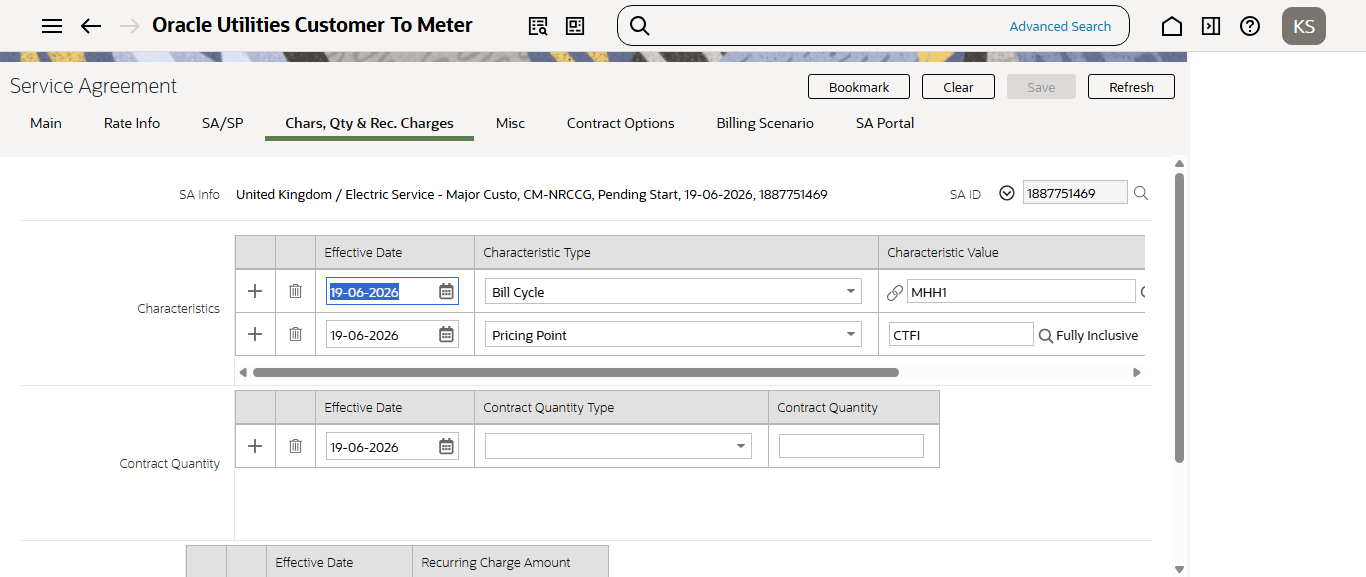 Oracle Utilities Customer To Meter
Advanced Search
KS
Service Agreement
Bookmark Clear Save Refresh
Main Rate Info SA/SP Chars, Qty & Rec. Charges Misc Contract Options Billing Scenario SA Portal
SA Info United Kingdom / Electric Service - Major Custo, CM-NRCCG, Pending Start, 19-06-2026, 1887751469 SA ID 1887751469
Effective Date Characteristic Type Characteristic Value
Characteristics
19-06-2026 Bill Cycle MHH1
19-06-2026 Pricing Point CTFI Fully Inclusive
Effective Date Contract Quantity Type Contract Quantity
19-06-2026
Contract Quantity
Effective Date Recurring Charge Amount